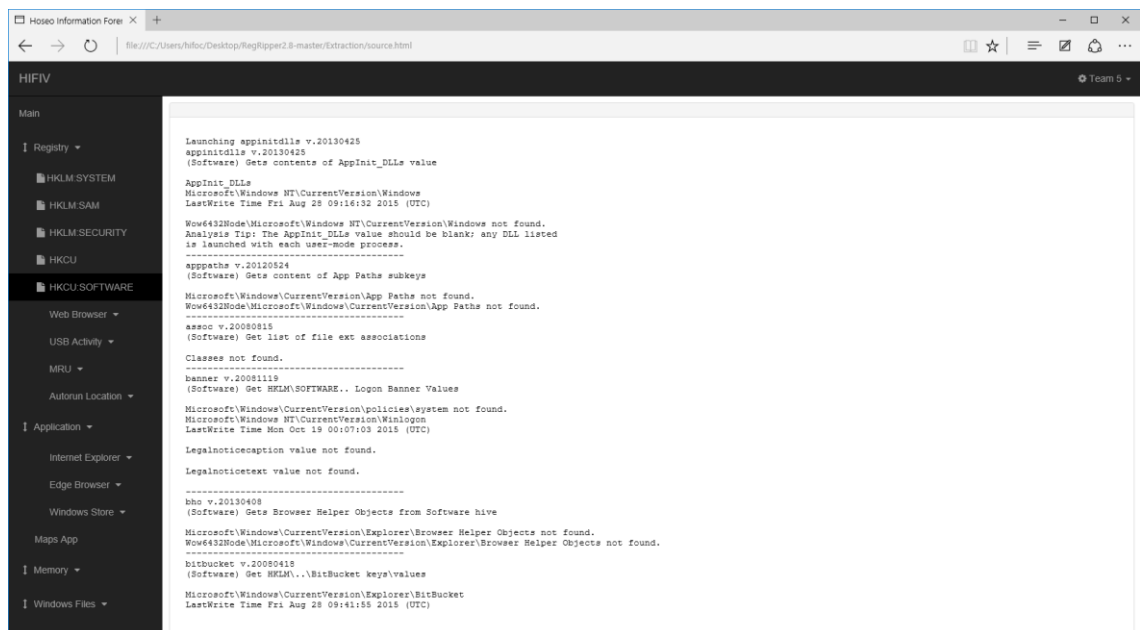 Hoseo Information Forei
file:///C:/Users/hifoc/Desktop/RegRipper2.8-master/Extraction/source.html
HIFIV
Team 5
Main
Registry
HKLM:SYSTEM
HKLM:SAM
HKLM:SECURITY
HKCU
HKCU:SOFTWARE
Web Browser
USB Activity
MRU
Autorun Location
Application
Internet Explorer
Edge Browser
Windows Store
Maps App
Memory
Windows Files
Launching appinitdlls v.20130425
appinitdlls v.20130425
(Software) Gets contents of AppInit_DLLs value
AppInit_DLLs
Microsoft\Windows NT\CurrentVersion\Windows
LastWrite Time Fri Aug 28 09:16:32 2015 (UTC)
Wow6432Node\Microsoft\Windows NT\CurrentVersion\Windows not found.
Analysis Tip: The AppInit_DLLs value should be blank; any DLL listed
is launched with each user-mode process.
----------------------------------------
apppaths v.20120524
(Software) Gets content of App Paths subkeys
Microsoft\Windows\CurrentVersion\App Paths not found.
Wow6432Node\Microsoft\Windows\CurrentVersion\App Paths not found.
----------------------------------------
assoc v.20080815
(Software) Get list of file ext associations
Classes not found.
----------------------------------------
banner v.20081119
(Software) Get HKLM\SOFTWARE.. Logon Banner Values
Microsoft\Windows\CurrentVersion\policies\system not found.
Microsoft\Windows NT\CurrentVersion\Winlogon
LastWrite Time Mon Oct 19 00:07:03 2015 (UTC)
Legalnoticecaption value not found.
Legalnoticetext value not found.
----------------------------------------
bho v.20130408
(Software) Gets Browser Helper Objects from Software hive
Microsoft\Windows\CurrentVersion\Explorer\Browser Helper Objects not found.
Wow6432Node\Microsoft\Windows\CurrentVersion\Explorer\Browser Helper Objects not found.
----------------------------------------
bitbucket v.20080418
(Software) Get HKLM\..\BitBucket keys\values
Microsoft\Windows\CurrentVersion\Explorer\BitBucket
LastWrite Time Fri Aug 28 09:41:55 2015 (UTC)